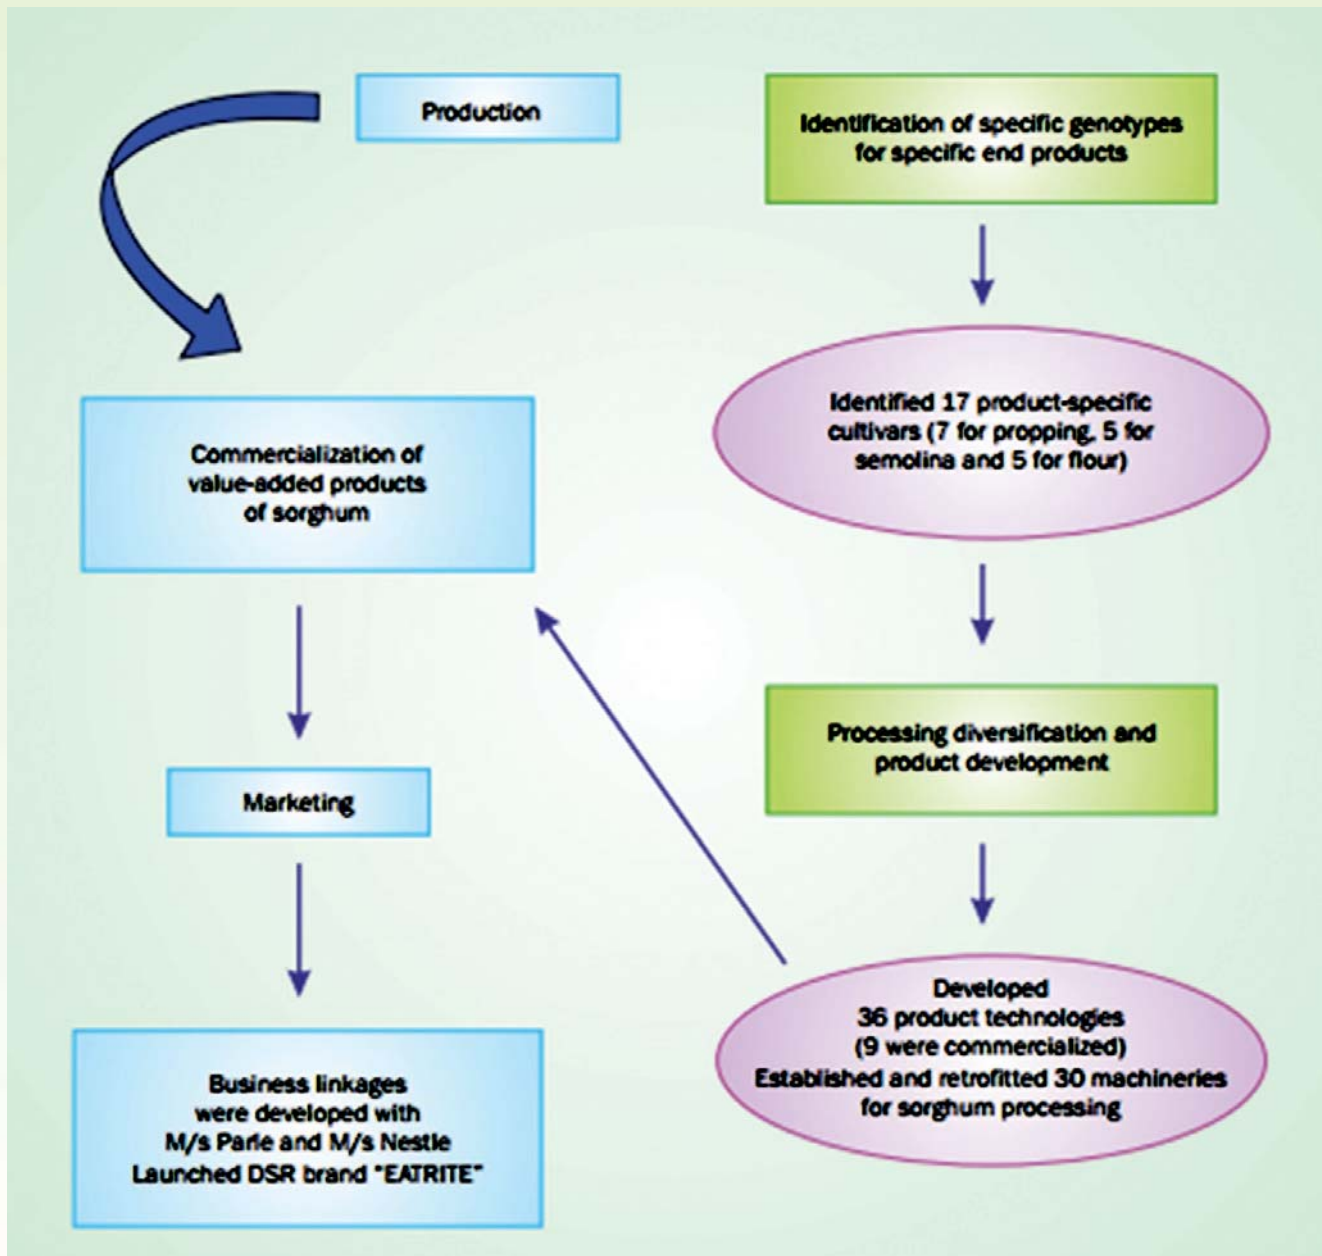 Production
Commercialization of
value-added products
of sorghum
Marketing
Business linkages
were developed with
M/s Parle and M/s Nestle
Launched DSR brand "EATRITE"
Identification of specific genotypes
for specific end products
Identified 17 product-specific
cultivars (7 for propping, 5 for
semolina and 5 for flour)
Processing diversification and
product development
Developed
36 product technologies
(9 were commercialized)
Established and retrofitted 30 machineries
for sorghum processing